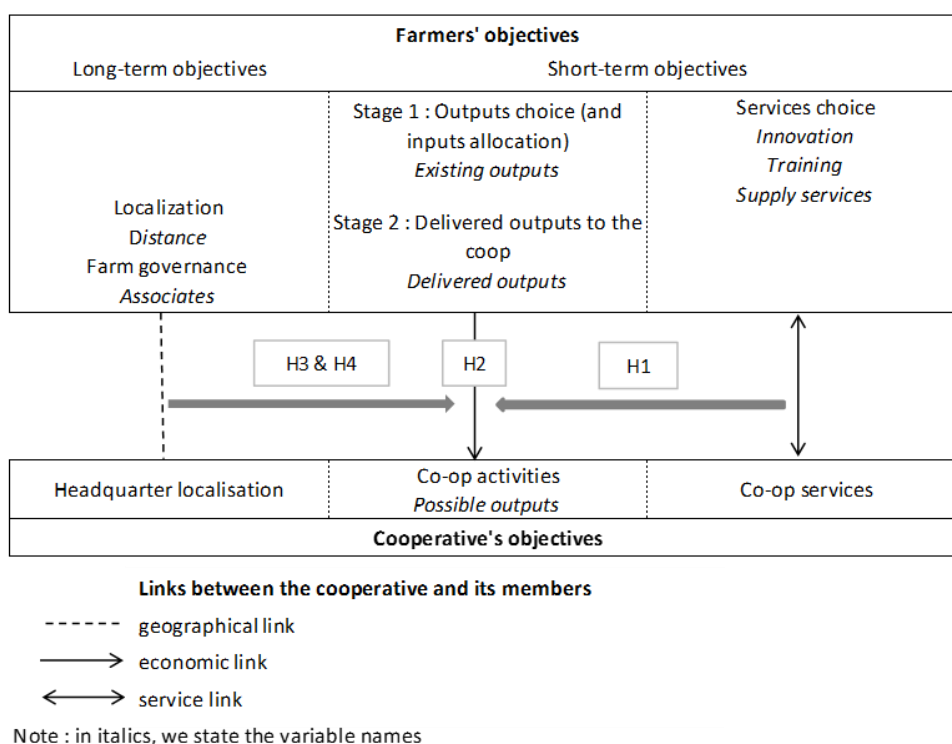 Farmers' objectives
Long-term objectives
Short-term objectives
Localization
Distance
Farm governance
Associates
Stage 1 : Outputs choice (and
inputs allocation)
Existing outputs
Stage 2 : Delivered outputs to the
coop
Delivered outputs
Services choice
Innovation
Training
Supply services
H3 & H4
H2
H1
Headquarter localisation
Co-op activities
Possible outputs
Co-op services
Cooperative's objectives
Links between the cooperative and its members
geographical link
economic link
service link
Note : in italics, we state the variable names